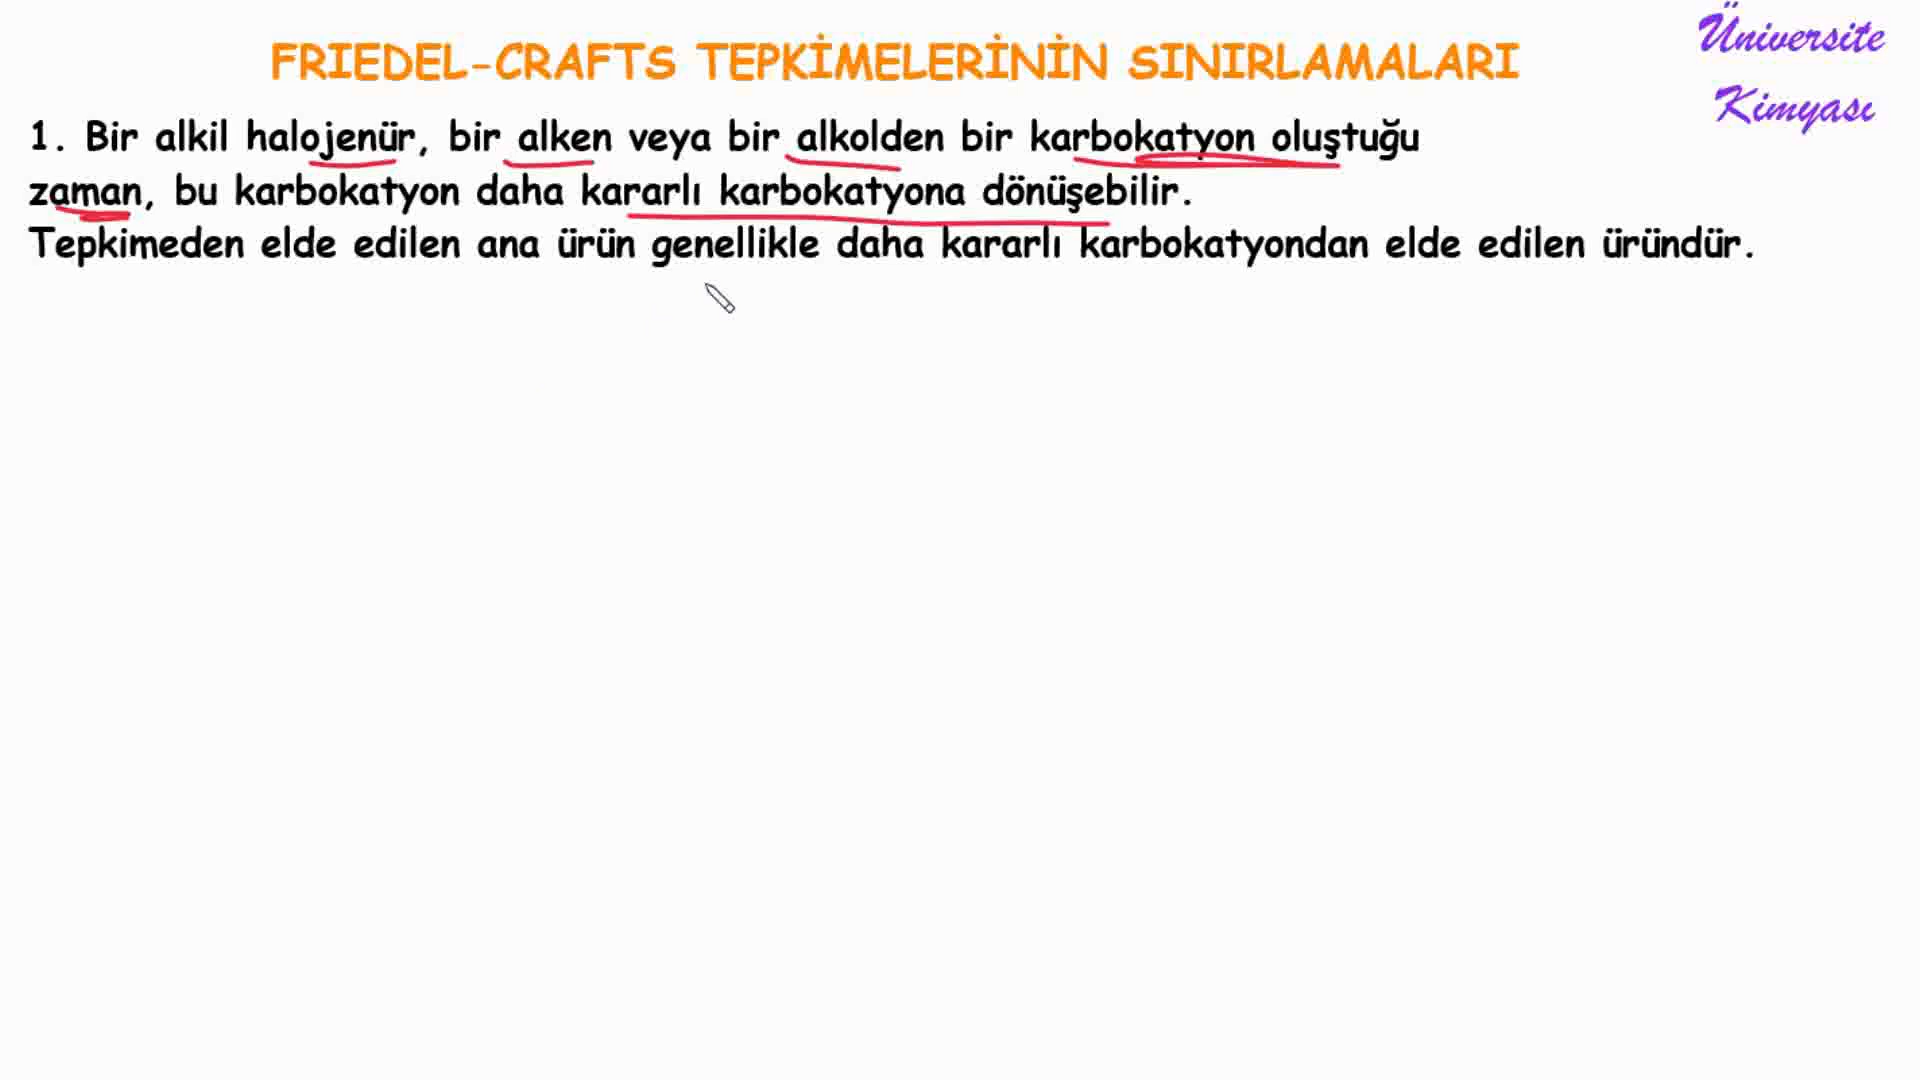 FRIEDEL-CRAFTS TEPKİMELERİNİN SINIRLAMALARI
Üniversite
Kimyası
1. Bir alkil halojenür, bir alken veya bir alkolden bir karbokatyon oluştuğu
zaman, bu karbokatyon daha kararlı karbokatyona dönüşebilir.
Tepkimeden elde edilen ana ürün genellikle daha kararlı karbokatyondan elde edilen üründür.